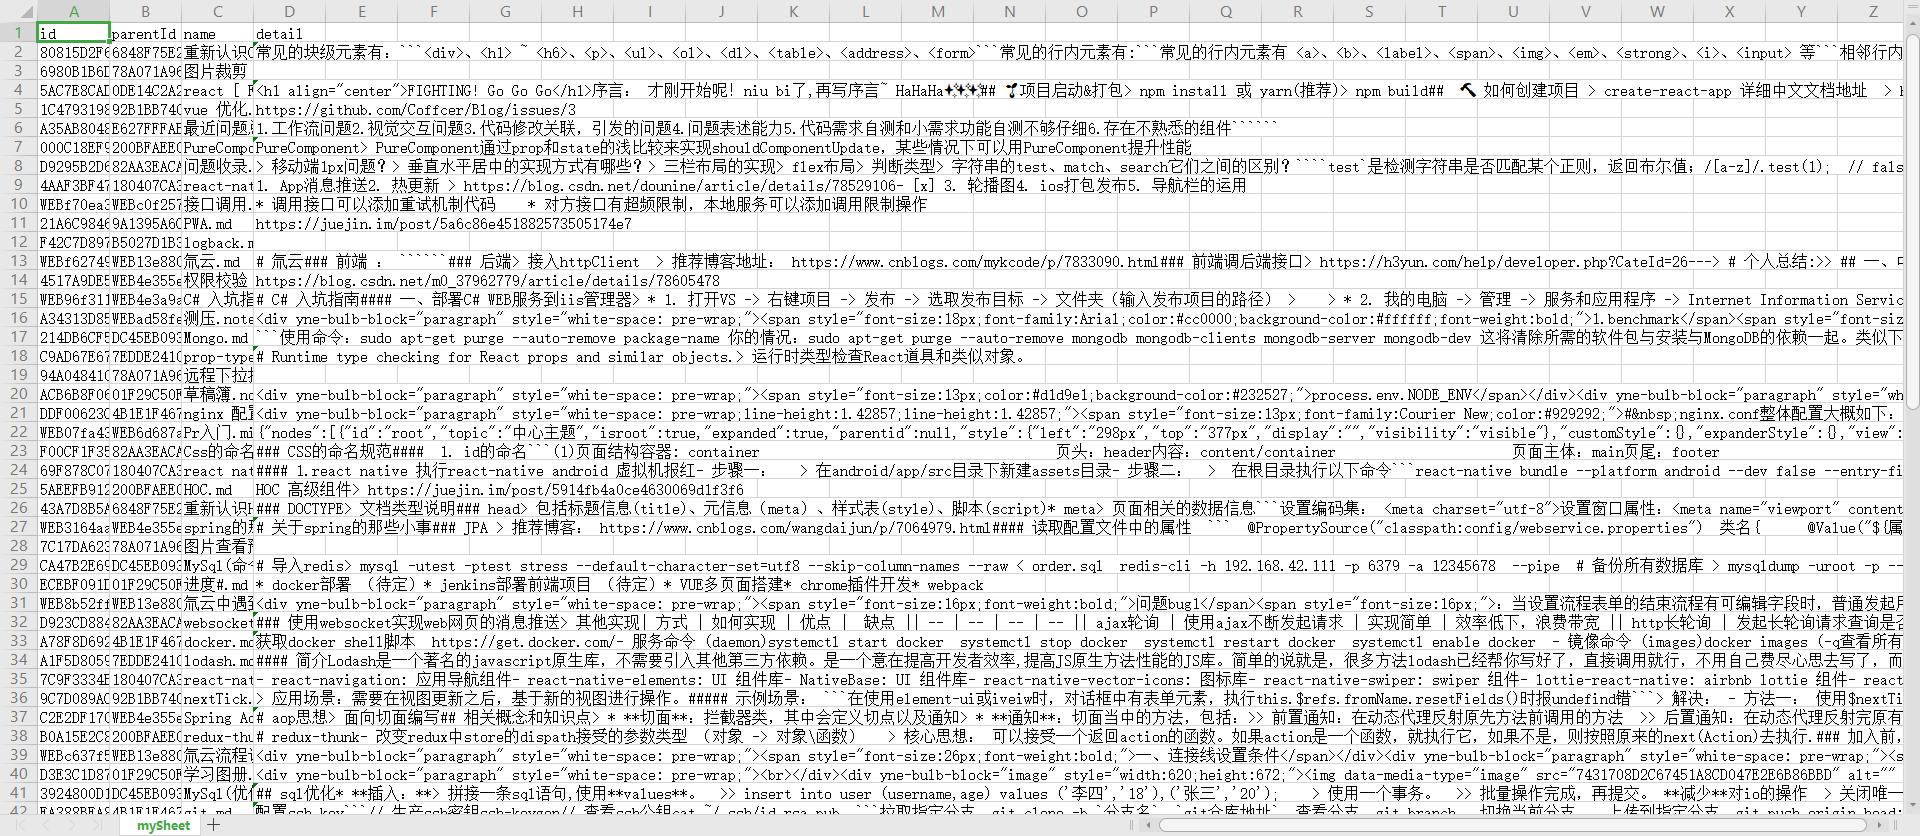 A B C D E F G H I J K L M N O P Q R S T U V W X Y Z
1 id parentId name detail
2 80815D2F6 6848F75E2 重新认识C 常见的块级元素有：```<div>、<h1> ~ <h6>、<p>、<ul>、<ol>、<dl>、<table>、<address>、<form>```常见的行内元素有:```常见的行内元素有 <a>、<b>、<label>、<span>、<img>、<em>、<strong>、<i>、<input> 等```相邻行内
3 6980B1B6D 78A071A96 图片裁剪
4 5AC7E8CAD 0DE14C2A2 react [ F <h1 align="center">FIGHTING! Go Go Go</h1>序言： 才刚开始呢! niu bi了,再写序言~ HaHaHa✨✨✨## 🌱项目启动&打包> npm install 或 yarn(推荐)> npm build## 🔨 如何创建项目 > create-react-app 详细中文文档地址 >
5 1C4793198 92B1BB74C vue 优化. https://github.com/Coffcer/Blog/issues/3
6 A35AB8048 E627FFFAE 最近问题. 1.工作流问题2.视觉交互问题3.代码修改关联，引发的问题4.问题表述能力5.代码需求自测和小需求功能自测不够仔细6.存在不熟悉的组件``````
7 000C18EF9 200BFAEEC PureCompo PureComponent> PureComponent通过prop和state的浅比较来实现shouldComponentUpdate，某些情况下可以用PureComponent提升性能
8 D9295B2D6 82AA3EACA 问题收录. > 移动端1px问题？> 垂直水平居中的实现方式有哪些？> 三栏布局的实现> flex布局> 判断类型> 字符串的test、match、search它们之间的区别？````test`是检测字符串是否匹配某个正则，返回布尔值；/[a-z]/.test(1); // fals
9 4AAF3BF47 180407CA3 react-nat 1. App消息推送2. 热更新 > https://blog.csdn.net/dounine/article/details/78529106- [x] 3. 轮播图4. ios打包发布5. 导航栏的运用
10 WEBf70ea3 WEBc0f257 接口调用. * 调用接口可以添加重试机制代码 * 对方接口有超频限制，本地服务可以添加调用限制操作
11 21A6C9846 9A1395A6C PWA.md https://juejin.im/post/5a6c86e451882573505174e7
12 F42C7D897 B5027D1B3 logback.m
13 WEBf62749 WEB13e880 氚云.md # 氚云### 前端 ： ``````### 后端> 接入httpClient > 推荐博客地址： https://www.cnblogs.com/mykcode/p/7833090.html### 前端调后端接口> https://h3yun.com/help/developer.php?CateId=26---> # 个人总结:>> ## 一、
14 4517A9DE5 WEB4e355e 权限校验 https://blog.csdn.net/m0_37962779/article/details/78605478
15 WEB96f311 WEB4e3a9a C# 入坑指 # C# 入坑指南#### 一、部署C# WEB服务到iis管理器> * 1. 打开VS -> 右键项目 -> 发布 -> 选取发布目标 -> 文件夹（输入发布项目的路径） > > * 2. 我的电脑 -> 管理 -> 服务和应用程序 -> Internet Information Servic
16 A34313D85 WEBad58fe 测压.note <div yne-bulb-block="paragraph" style="white-space: pre-wrap;"><span style="font-size:18px;font-family:Arial;color:#cc0000;background-color:#ffffff;font-weight:bold;">1.benchmark</span><span style="font-size
17 214DB6CF5 DC45EB093 Mongo.md ```使用命令：sudo apt-get purge --auto-remove package-name 你的情况：sudo apt-get purge --auto-remove mongodb mongodb-clients mongodb-server mongodb-dev 这将清除所需的软件包与安装与MongoDB的依赖一起。类似下
18 C9AD67E67 7EDDE241C prop-type # Runtime type checking for React props and similar objects.> 运行时类型检查React道具和类似对象。
19 94A04841C 78A071A96 远程下拉
20 ACB6B8F06 01F29C50F 草稿簿.no <div yne-bulb-block="paragraph" style="white-space: pre-wrap;"><span style="font-size:13px;color:#d1d9e1;background-color:#232527;">process.env.NODE_ENV</span></div><div yne-bulb-block="paragraph" style="wh
21 DDF00623C 4B1E1F467 nginx 配置 <div yne-bulb-block="paragraph" style="white-space: pre-wrap;line-height:1.42857;line-height:1.42857;"><span style="font-size:13px;font-family:Courier New;color:#929292;">#&nbsp;nginx.conf整体配置大概如下：
22 WEB07fa43 WEB6d687a Pr入门.mi {"nodes":[{"id":"root","topic":"中心主题","isroot":true,"expanded":true,"parentid":null,"style":{"left":"298px","top":"377px","display":"","visibility":"visible"},"customStyle":{},"expanderStyle":{},"view":
23 F00CF1F35 82AA3EACA Css的命名 ### CSS的命名规范#### 1. id的命名```(1)页面结构容器: container 页头：header内容：content/container 页面主体：main页尾：footer
24 69F878C07 180407CA3 react nat #### 1.react native 执行react-native android 虚拟机报红- 步骤一： > 在android/app/src目录下新建assets目录- 步骤二： > 在根目录执行以下命令```react-native bundle --platform android --dev false --entry-fi
25 5AEEFB912 200BFAEEC HOC.md HOC 高级组件> https://juejin.im/post/5914fb4a0ce4630069d1f3f6
26 43A7D8B5A 6848F75E2 重新认识H ### DOCTYPE> 文档类型说明### head> 包括标题信息(title)、元信息（meta）、样式表(style)、脚本(script)* meta> 页面相关的数据信息```设置编码集： <meta charset="utf-8">设置窗口属性：<meta name="viewport" content
27 WEB3164aa WEB4e355e spring的 # 关于spring的那些小事### JPA > 推荐博客： https://www.cnblogs.com/wangdaijun/p/7064979.html#### 读取配置文件中的属性 ``` @PropertySource("classpath:config/webservice.properties") 类名{ @Value("${属
28 7C17DA623 78A071A96 图片查看
29 CA47B2E69 DC45EB093 MySql(命令 # 导入redis> mysql -utest -ptest stress --default-character-set=utf8 --skip-column-names --raw < order.sql redis-cli -h 192.168.42.111 -p 6379 -a 12345678 --pipe # 备份所有数据库 > mysqldump -uroot -p --
30 ECEBF091D 01F29C50F 进度#.md * docker部署 （待定）* jenkins部署前端项目 （待定）* VUE多页面搭建* chrome插件开发* webpack
31 WEB8b52ff WEB13e880 氚云中遇到 <div yne-bulb-block="paragraph" style="white-space: pre-wrap;"><span style="font-size:16px;font-weight:bold;">问题bug1</span><span style="font-size:16px;">：当设置流程表单的结束流程有可编辑字段时，普通发起用
32 D923CD884 82AA3EACA websocket ### 使用websocket实现web网页的消息推送> 其他实现| 方式 | 如何实现 | 优点 | 缺点 || -- | -- | -- | -- || ajax轮询 | 使用ajax不断发起请求 | 实现简单 | 效率低下，浪费带宽 || http长轮询 | 发起长轮询请求查询是否
33 A78F8D692 4B1E1F467 docker.md 获取docker shell脚本 https://get.docker.com/- 服务命令 (daemon)systemctl start docker systemctl stop docker systemctl restart docker systemctl enable docker - 镜像命令 (images)docker images (-q查看所有
34 A1F5D8059 7EDDE241C lodash.md #### 简介Lodash是一个著名的javascript原生库，不需要引入其他第三方依赖。是一个意在提高开发者效率,提高JS原生方法性能的JS库。简单的说就是，很多方法lodash已经帮你写好了，直接调用就行，不用自己费尽心思去写了，而
35 7C9F3334E 180407CA3 react-nat - react-navigation: 应用导航组件- react-native-elements: UI 组件库- NativeBase: UI 组件库- react-native-vector-icons: 图标库- react-native-swiper: swiper 组件- lottie-react-native: airbnb lottie 组件- react
36 9C7D089AC 92B1BB74C nextTick. > 应用场景：需要在视图更新之后，基于新的视图进行操作。##### 示例场景： ```在使用element-ui或iveiw时，对话框中有表单元素，执行this.$refs.fromName.resetFields()时报undefind错```> 解决： - 方法一： 使用$nextTi
37 C2E2DF17C WEB4e355e Spring Ao # aop思想> 面向切面编写## 相关概念和知识点> * **切面**: 拦截器类，其中会定义切点以及通知> * **通知**: 切面当中的方法，包括：>> 前置通知：在动态代理反射原先方法前调用的方法 >> 后置通知：在动态代理反射完原有
38 B0A15E2C8 200BFAEEC redux-thu # redux-thunk- 改变redux中store的dispath接受的参数类型 （对象 -> 对象\函数） > 核心思想： 可以接受一个返回action的函数。如果action是一个函数，就执行它，如果不是，则按照原来的next(Action)去执行.### 加入前，
39 WEBc637f5 WEB13e880 氚云流程 <div yne-bulb-block="paragraph" style="white-space: pre-wrap;"><span style="font-size:26px;font-weight:bold;">一、连接线设置条件</span></div><div yne-bulb-block="paragraph" style="white-space: pre-wrap;"><s
40 D3E3C1D87 01F29C50F 学习图册. <div yne-bulb-block="paragraph" style="white-space: pre-wrap;"><br></div><div yne-bulb-block="image" style="width:620;height:672;"><img data-media-type="image" src="7431708D2C67451A8CD047E2E6B86BBD" alt=""
41 3924800D1 DC45EB093 MySql(优化 ## sql优化* **插入：**> 拼接一条sql语句,使用**values**。 >> insert into user (username,age) values ('李四','18'),('张三','20'); > 使用一个事务。 >> 批量操作完成，再提交。 **减少**对io的操作 > 关闭唯一
42 4B1E1F467 git.md 配置ssh key```// 生产ssh密钥ssh-keygen// 查看ssh公钥cat ~/.ssh/id_rsa.pub
mySheet